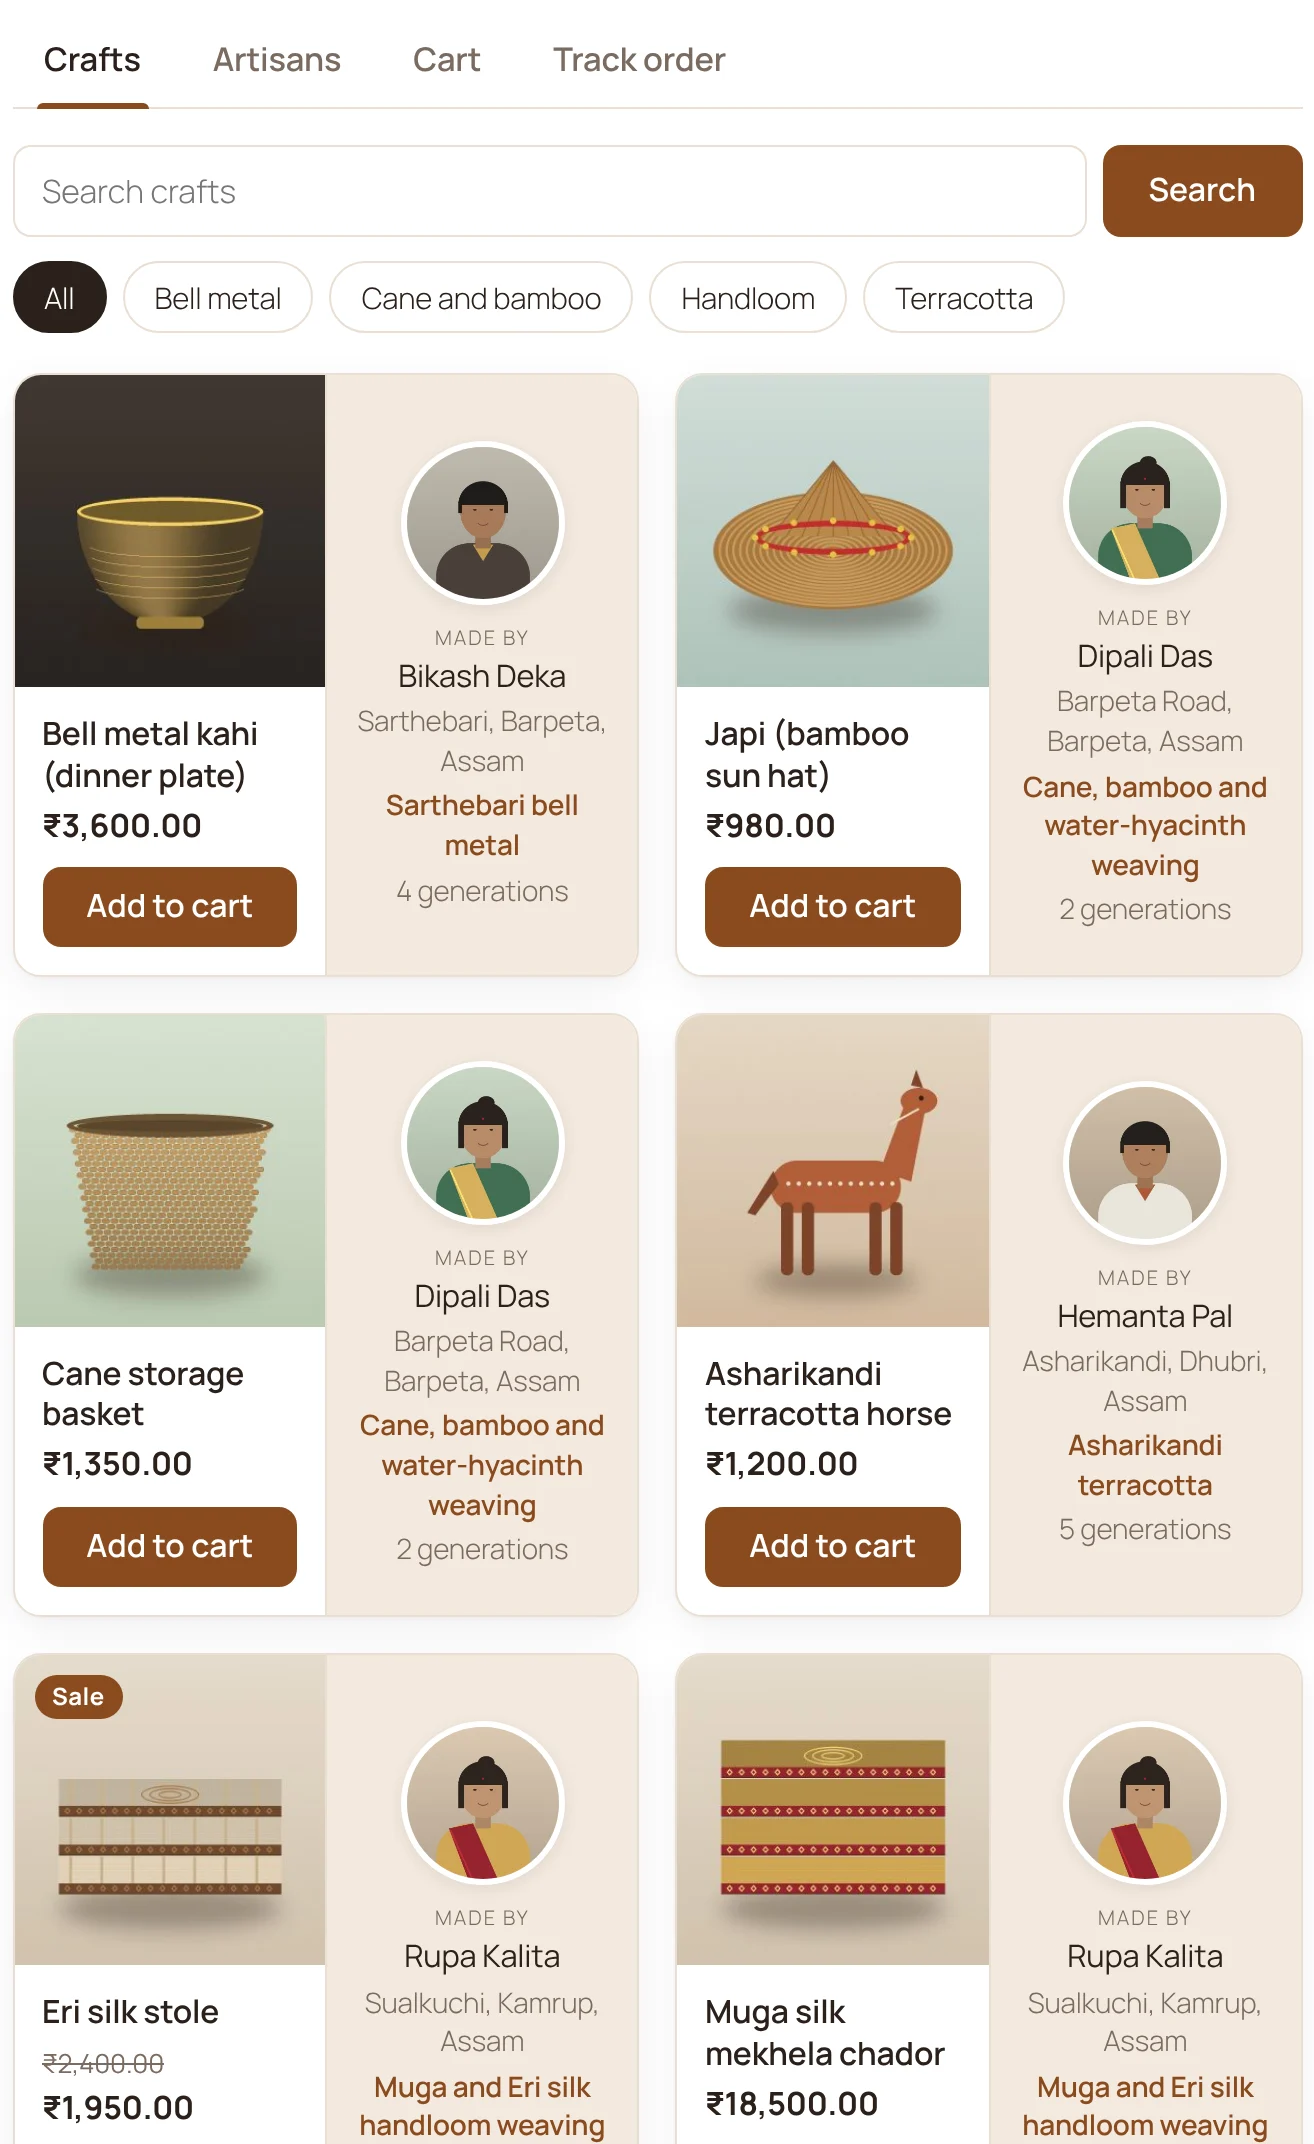 Crafts
Artisans
Cart
Track order
Search crafts
Search
All
Bell metal
Cane and bamboo
Handloom
Terracotta
Bell metal kahi
(dinner plate)
₹3,600.00
Add to cart
MADE BY
Bikash Deka
Sarthebari, Barpeta,
Assam
Sarthebari bell
metal
4 generations
Japi (bamboo
sun hat)
₹980.00
Add to cart
MADE BY
Dipali Das
Barpeta Road,
Barpeta, Assam
Cane, bamboo and
water-hyacinth
weaving
2 generations
Cane storage
basket
₹1,350.00
Add to cart
MADE BY
Dipali Das
Barpeta Road,
Barpeta, Assam
Cane, bamboo and
water-hyacinth
weaving
2 generations
Asharikandi
terracotta horse
₹1,200.00
Add to cart
MADE BY
Hemanta Pal
Asharikandi, Dhubri,
Assam
Asharikandi
terracotta
5 generations
Sale
Eri silk stole
₹2,400.00
₹1,950.00
MADE BY
Rupa Kalita
Sualkuchi, Kamrup,
Assam
Muga and Eri silk
handloom weaving
Muga silk
mekhela chador
₹18,500.00
MADE BY
Rupa Kalita
Sualkuchi, Kamrup,
Assam
Muga and Eri silk
handloom weaving